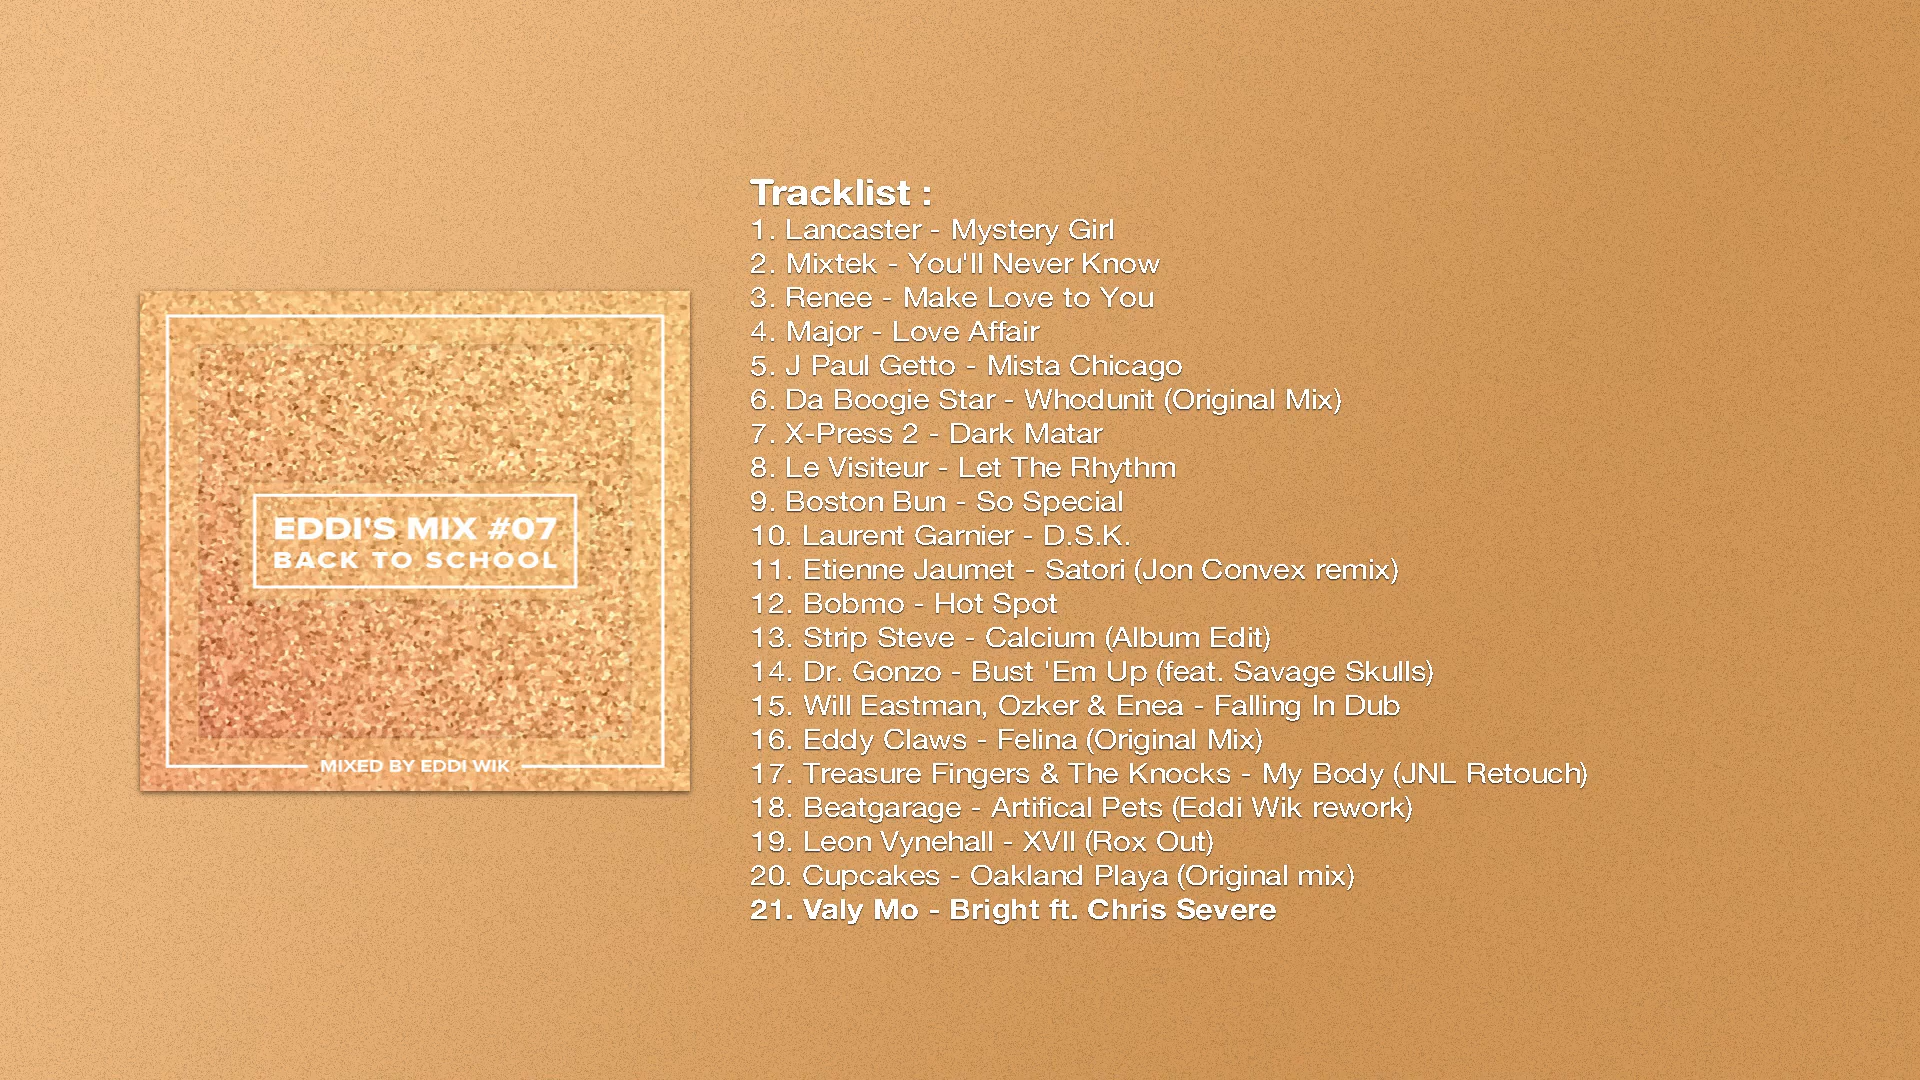 EDDI'S MIX #07
BACK TO SCHOOL
MIXED BY EDDI WIK
Tracklist :
1. Lancaster - Mystery Girl
2. Mixtek - You'll Never Know
3. Renee - Make Love to You
4. Major - Love Affair
5. J Paul Getto - Mista Chicago
6. Da Boogie Star - Whodunit (Original Mix)
7. X-Press 2 - Dark Matar
8. Le Visiteur - Let The Rhythm
9. Boston Bun - So Special
10. Laurent Garnier - D.S.K.
11. Etienne Jaumet - Satori (Jon Convex remix)
12. Bobmo - Hot Spot
13. Strip Steve - Calcium (Album Edit)
14. Dr. Gonzo - Bust 'Em Up (feat. Savage Skulls)
15. Will Eastman, Ozker & Enea - Falling In Dub
16. Eddy Claws - Felina (Original Mix)
17. Treasure Fingers & The Knocks - My Body (JNL Retouch)
18. Beatgarage - Artifical Pets (Eddi Wik rework)
19. Leon Vynehall - XVII (Rox Out)
20. Cupcakes - Oakland Playa (Original mix)
21. Valy Mo - Bright ft. Chris Severe